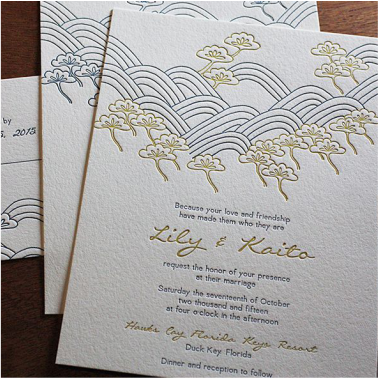 by
5, 2015
Because your love and friendship
have made them who they are
Lily & Kaito
request the honor of your presence
at their marriage
Saturday the seventeenth of October
two thousand and fifteen
at four o'clock in the afternoon
Hawks Cay Florida Keys Resort
Duck Key, Florida
Dinner and reception to follow